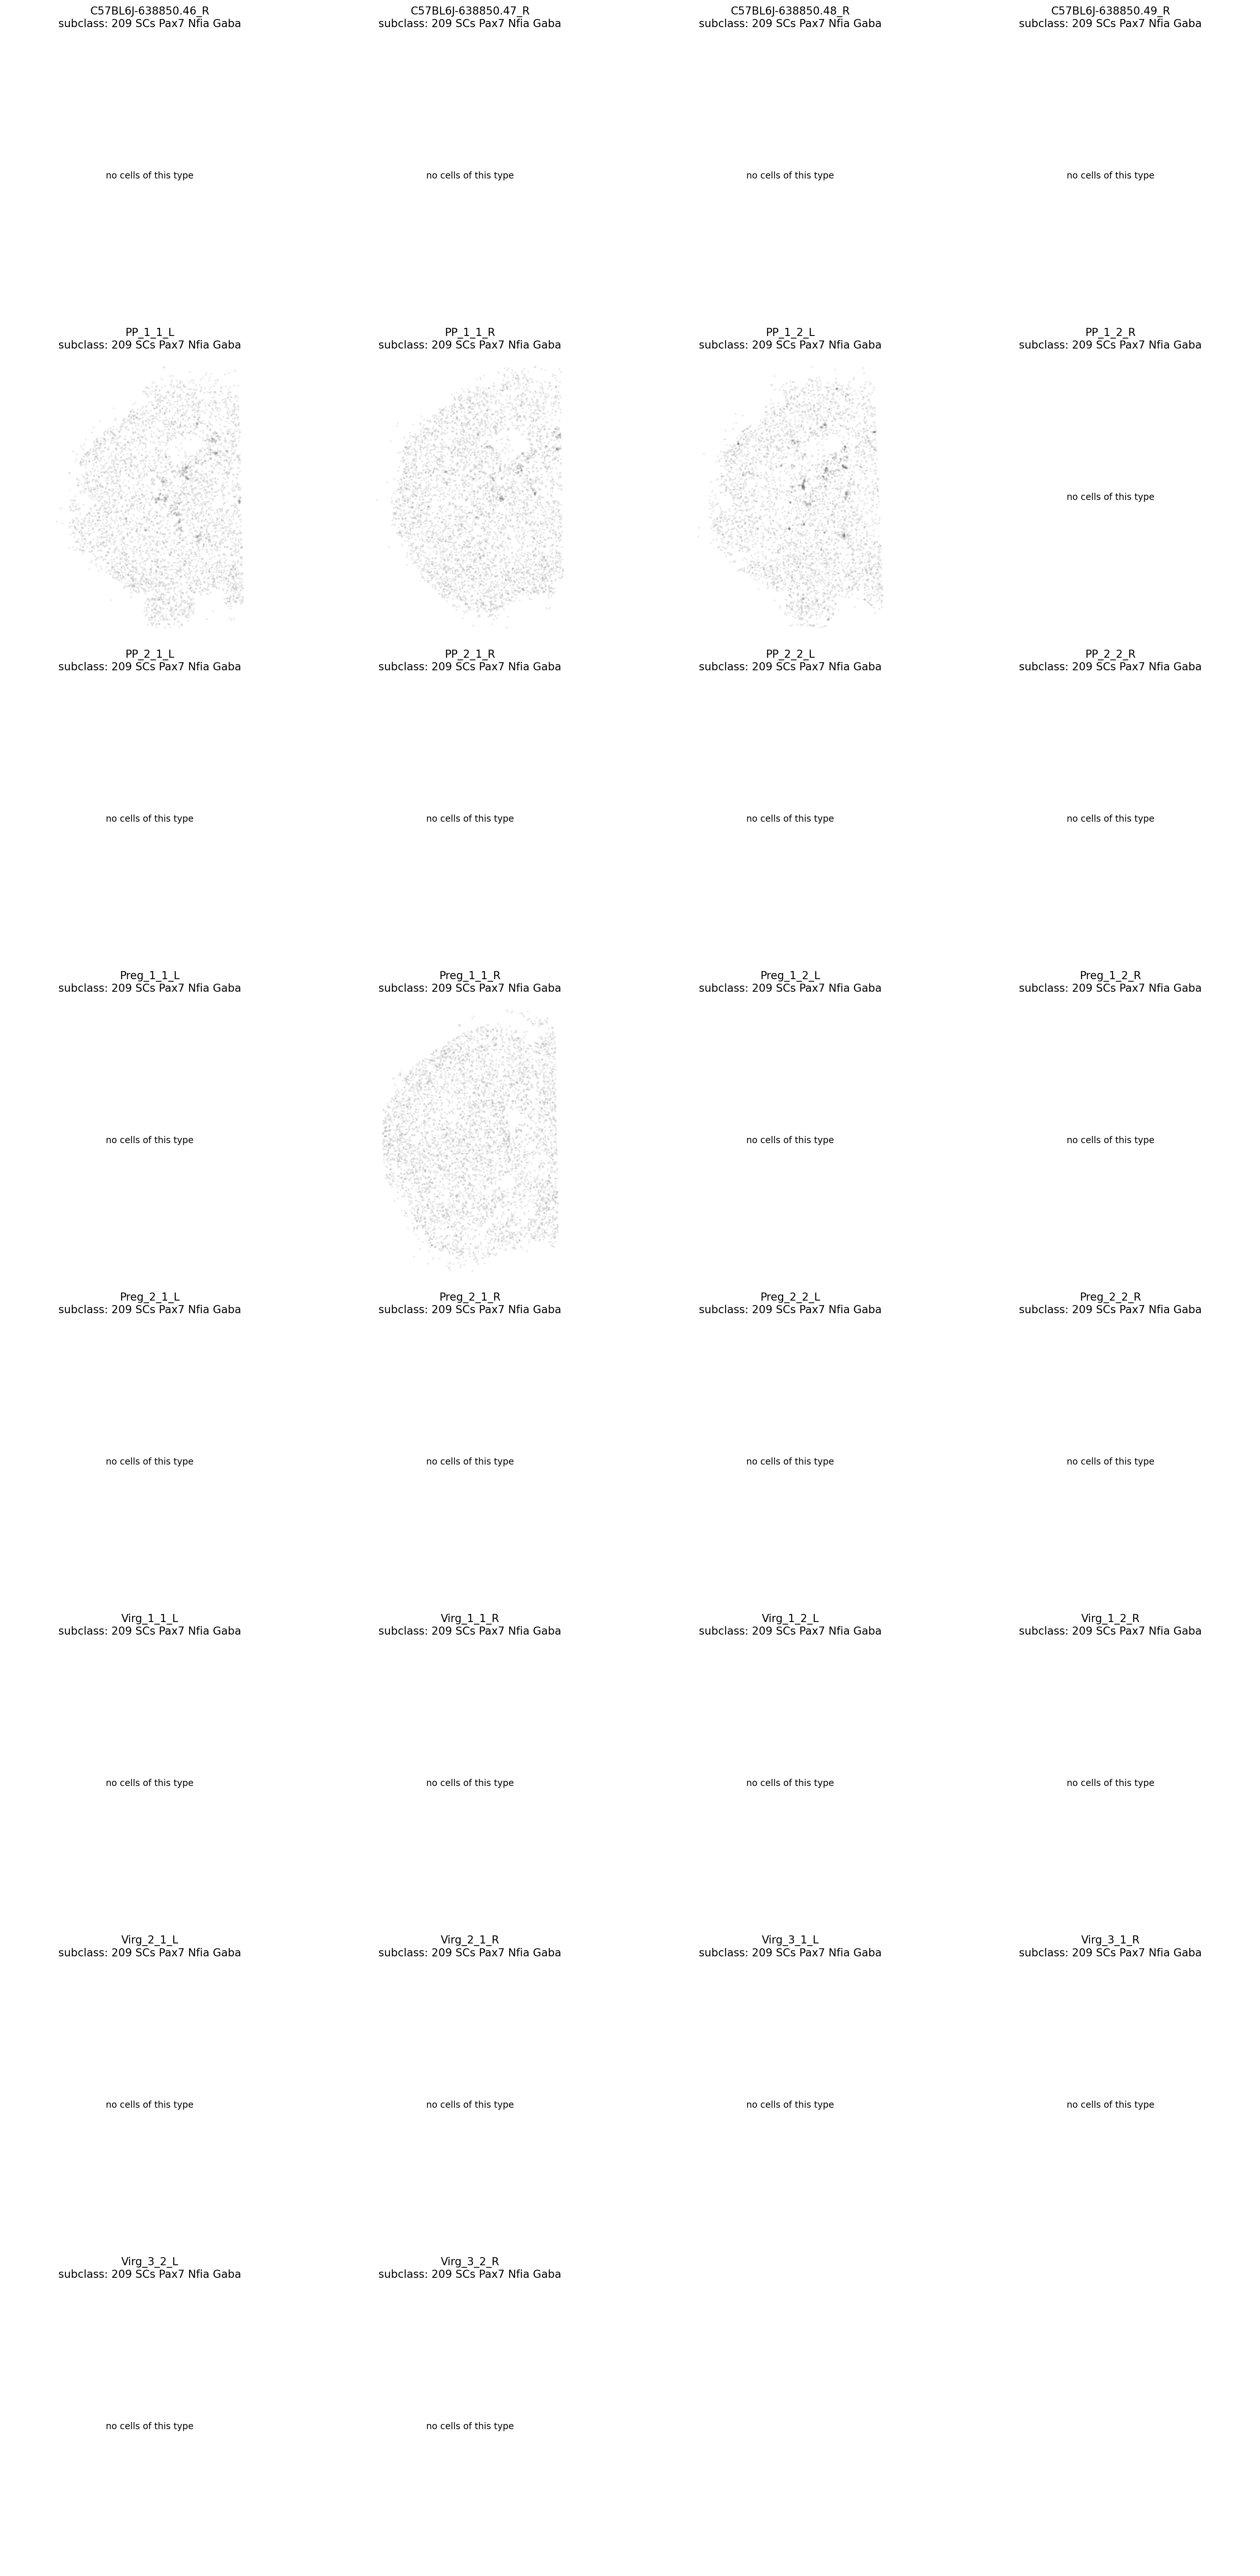 C57BL6J-638850.46_R
subclass: 209 SCs Pax7 Nfia Gaba
no cells of this type
C57BL6J-638850.47_R
subclass: 209 SCs Pax7 Nfia Gaba
no cells of this type
C57BL6J-638850.48_R
subclass: 209 SCs Pax7 Nfia Gaba
no cells of this type
C57BL6J-638850.49_R
subclass: 209 SCs Pax7 Nfia Gaba
no cells of this type
PP_1_1_L
subclass: 209 SCs Pax7 Nfia Gaba
PP_1_1_R
subclass: 209 SCs Pax7 Nfia Gaba
PP_1_2_L
subclass: 209 SCs Pax7 Nfia Gaba
PP_1_2_R
subclass: 209 SCs Pax7 Nfia Gaba
no cells of this type
PP_2_1_L
subclass: 209 SCs Pax7 Nfia Gaba
no cells of this type
PP_2_1_R
subclass: 209 SCs Pax7 Nfia Gaba
no cells of this type
PP_2_2_L
subclass: 209 SCs Pax7 Nfia Gaba
no cells of this type
PP_2_2_R
subclass: 209 SCs Pax7 Nfia Gaba
no cells of this type
Preg_1_1_L
subclass: 209 SCs Pax7 Nfia Gaba
no cells of this type
Preg_1_1_R
subclass: 209 SCs Pax7 Nfia Gaba
Preg_1_2_L
subclass: 209 SCs Pax7 Nfia Gaba
no cells of this type
Preg_1_2_R
subclass: 209 SCs Pax7 Nfia Gaba
no cells of this type
Preg_2_1_L
subclass: 209 SCs Pax7 Nfia Gaba
no cells of this type
Preg_2_1_R
subclass: 209 SCs Pax7 Nfia Gaba
no cells of this type
Preg_2_2_L
subclass: 209 SCs Pax7 Nfia Gaba
no cells of this type
Preg_2_2_R
subclass: 209 SCs Pax7 Nfia Gaba
no cells of this type
Virg_1_1_L
subclass: 209 SCs Pax7 Nfia Gaba
no cells of this type
Virg_1_1_R
subclass: 209 SCs Pax7 Nfia Gaba
no cells of this type
Virg_1_2_L
subclass: 209 SCs Pax7 Nfia Gaba
no cells of this type
Virg_1_2_R
subclass: 209 SCs Pax7 Nfia Gaba
no cells of this type
Virg_2_1_L
subclass: 209 SCs Pax7 Nfia Gaba
no cells of this type
Virg_2_1_R
subclass: 209 SCs Pax7 Nfia Gaba
no cells of this type
Virg_3_1_L
subclass: 209 SCs Pax7 Nfia Gaba
no cells of this type
Virg_3_1_R
subclass: 209 SCs Pax7 Nfia Gaba
no cells of this type
Virg_3_2_L
subclass: 209 SCs Pax7 Nfia Gaba
no cells of this type
Virg_3_2_R
subclass: 209 SCs Pax7 Nfia Gaba
no cells of this type